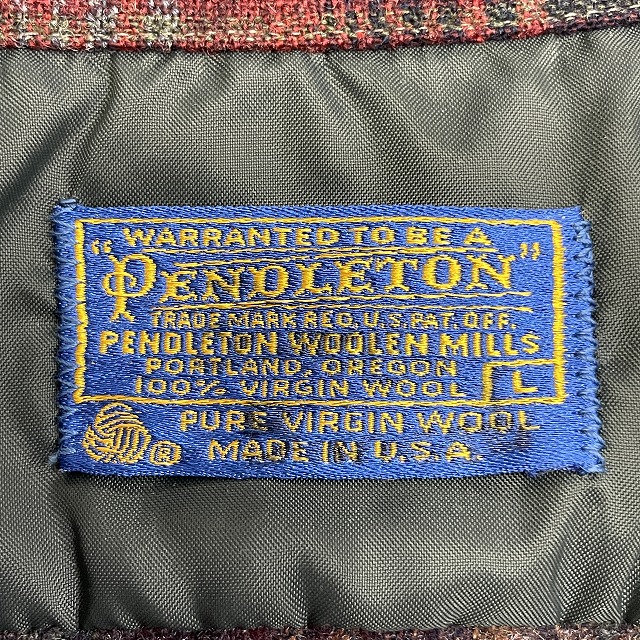 WARRANTED TO BE A
"PENDLETON"
TRADE MARK REG. U.S. PAT. OFF.
PENDLETON WOOLEN MILLS
PORTLAND, OREGON
100% VIRGIN WOOL L
PURE VIRGIN WOOL
® MADE IN U.S.A.